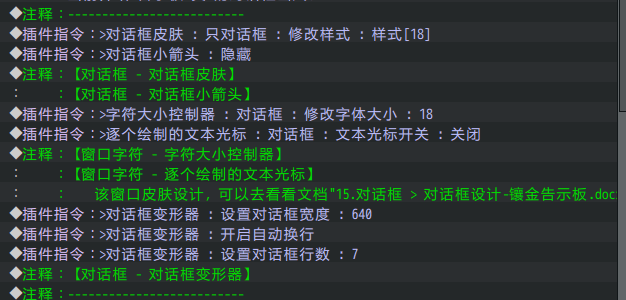 ◆注释：--------------------------
◆插件指令：>对话框皮肤 : 只对话框 : 修改样式 : 样式[18]
◆插件指令：>对话框小箭头 : 隐藏
◆注释：【对话框 - 对话框皮肤】
：　　：【对话框 - 对话框小箭头】
◆插件指令：>字符大小控制器 : 对话框 : 修改字体大小 : 18
◆插件指令：>逐个绘制的文本光标 : 对话框 : 文本光标开关 : 关闭
◆注释：【窗口字符 - 字符大小控制器】
：　　：【窗口字符 - 逐个绘制的文本光标】
：　　：　　该窗口皮肤设计，可以去看看文档"15.对话框 > 对话框设计-镶金告示板.doc
◆插件指令：>对话框变形器 : 设置对话框宽度 : 640
◆插件指令：>对话框变形器 : 开启自动换行
◆插件指令：>对话框变形器 : 设置对话框行数 : 7
◆注释：【对话框 - 对话框变形器】
◆注释：--------------------------